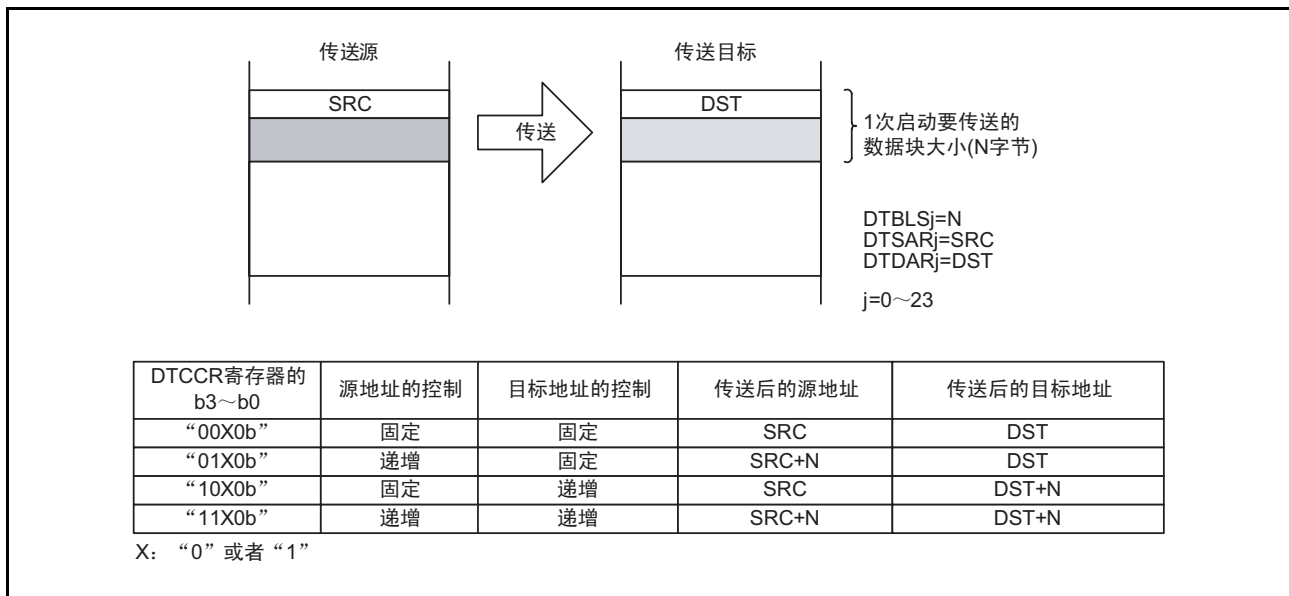 传送源
传送目标
SRC
DST
传送
1次启动要传送的
数据块大小(N字节)
DTBLSj=N
DTSARj=SRC
DTDARj=DST
j=0～23
DTCCR寄存器的
b3～b0
源地址的控制
目标地址的控制
传送后的源地址
传送后的目标地址
“00X0b” 固定 固定 SRC DST
“01X0b” 递增 固定 SRC+N DST
“10X0b” 固定 递增 SRC DST+N
“11X0b” 递增 递增 SRC+N DST+N
X： “0”或者“1”